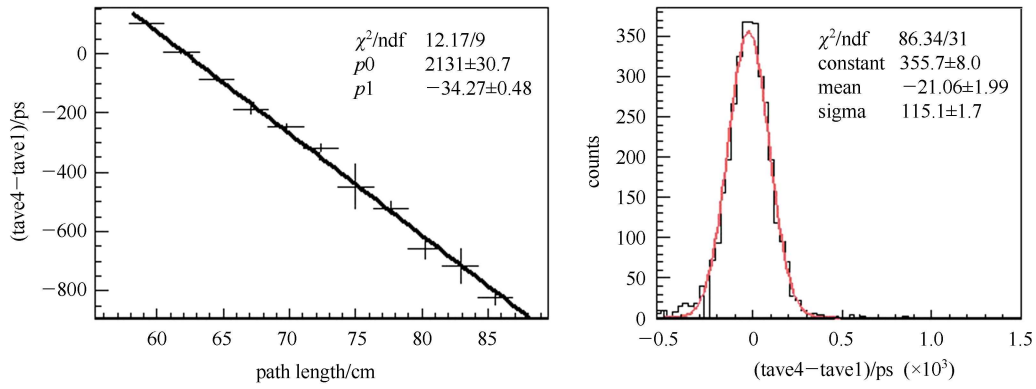 χ²/ndf 12.17/9
p0 2131±30.7
p1 −34.27±0.48
0
−200
−400
−600
−800
(tave4−tave1)/ps
60 65 70 75 80 85
path length/cm
χ²/ndf 86.34/31
constant 355.7±8.0
mean −21.06±1.99
sigma 115.1±1.7
350
300
250
200
150
100
50
0
counts
−0.5 0 0.5 1.0 1.5
(tave4−tave1)/ps (×10³)